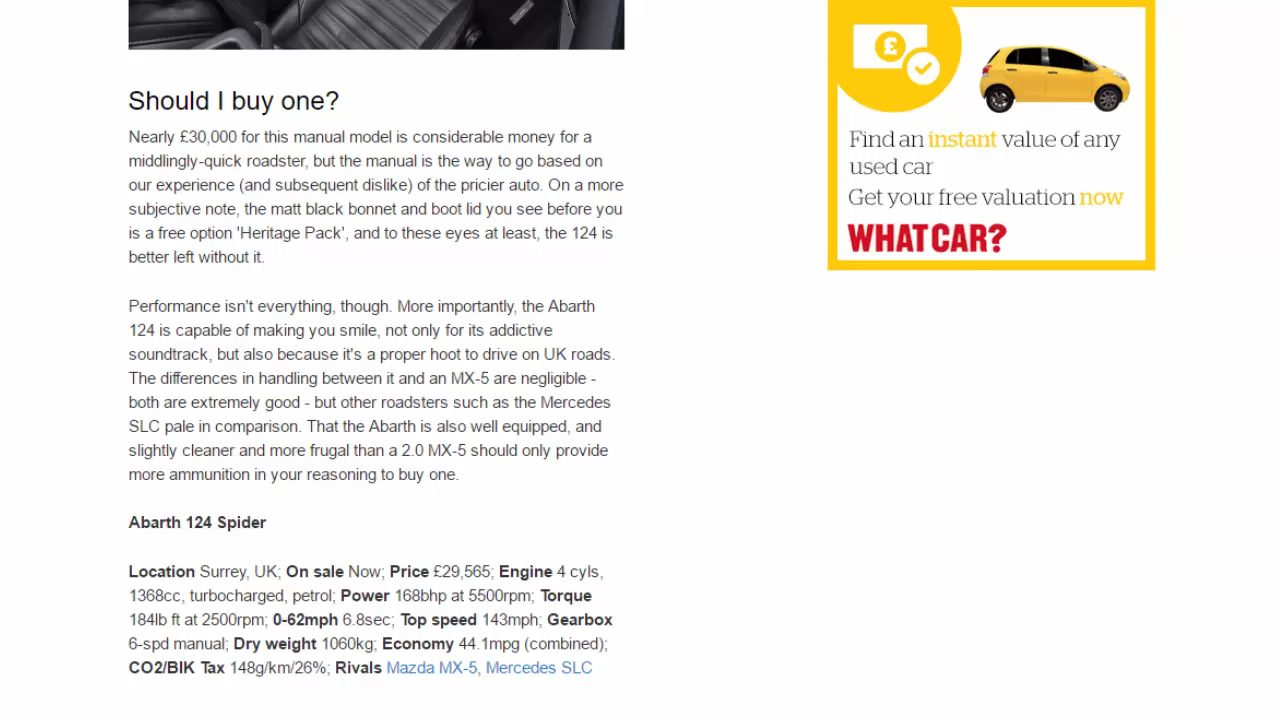 Should I buy one?
Nearly £30,000 for this manual model is considerable money for a
middlingly-quick roadster, but the manual is the way to go based on
our experience (and subsequent dislike) of the pricier auto. On a more
subjective note, the matt black bonnet and boot lid you see before you
is a free option 'Heritage Pack', and to these eyes at least, the 124 is
better left without it.
Performance isn't everything, though. More importantly, the Abarth
124 is capable of making you smile, not only for its addictive
soundtrack, but also because it's a proper hoot to drive on UK roads.
The differences in handling between it and an MX-5 are negligible -
both are extremely good - but other roadsters such as the Mercedes
SLC pale in comparison. That the Abarth is also well equipped, and
slightly cleaner and more frugal than a 2.0 MX-5 should only provide
more ammunition in your reasoning to buy one.
Abarth 124 Spider
Location Surrey, UK; On sale Now; Price £29,565; Engine 4 cyls,
1368cc, turbocharged, petrol; Power 168bhp at 5500rpm; Torque
184lb ft at 2500rpm; 0-62mph 6.8sec; Top speed 143mph; Gearbox
6-spd manual; Dry weight 1060kg; Economy 44.1mpg (combined);
CO2/BIK Tax 148g/km/26%; Rivals Mazda MX-5, Mercedes SLC
£
Find an instant value of any
used car
Get your free valuation now
WHAT CAR?